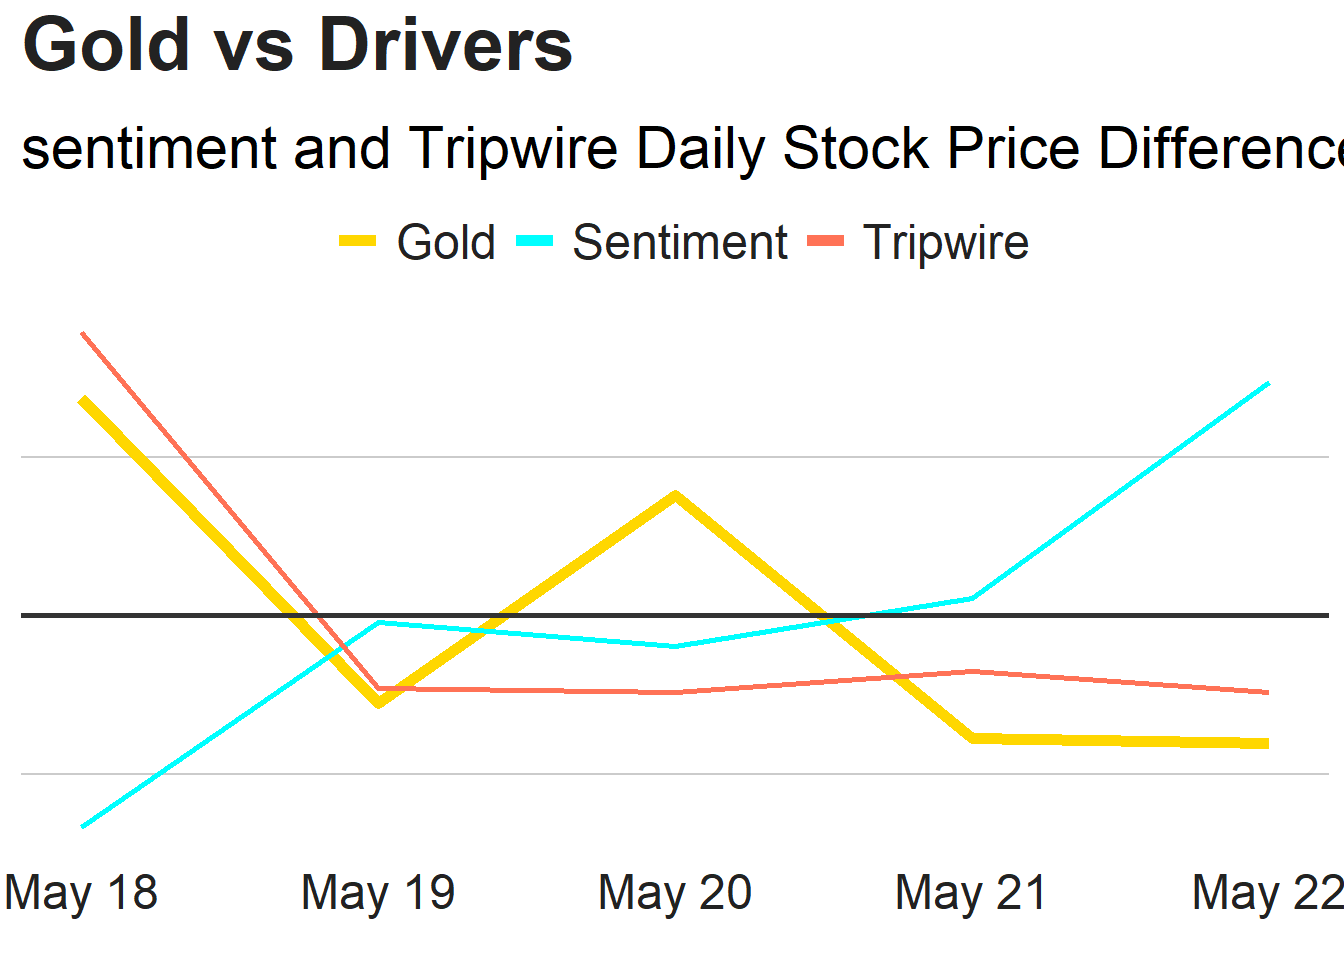 Gold vs Drivers
sentiment and Tripwire Daily Stock Price Difference
Gold Sentiment Tripwire
May 18 May 19 May 20 May 21 May 22